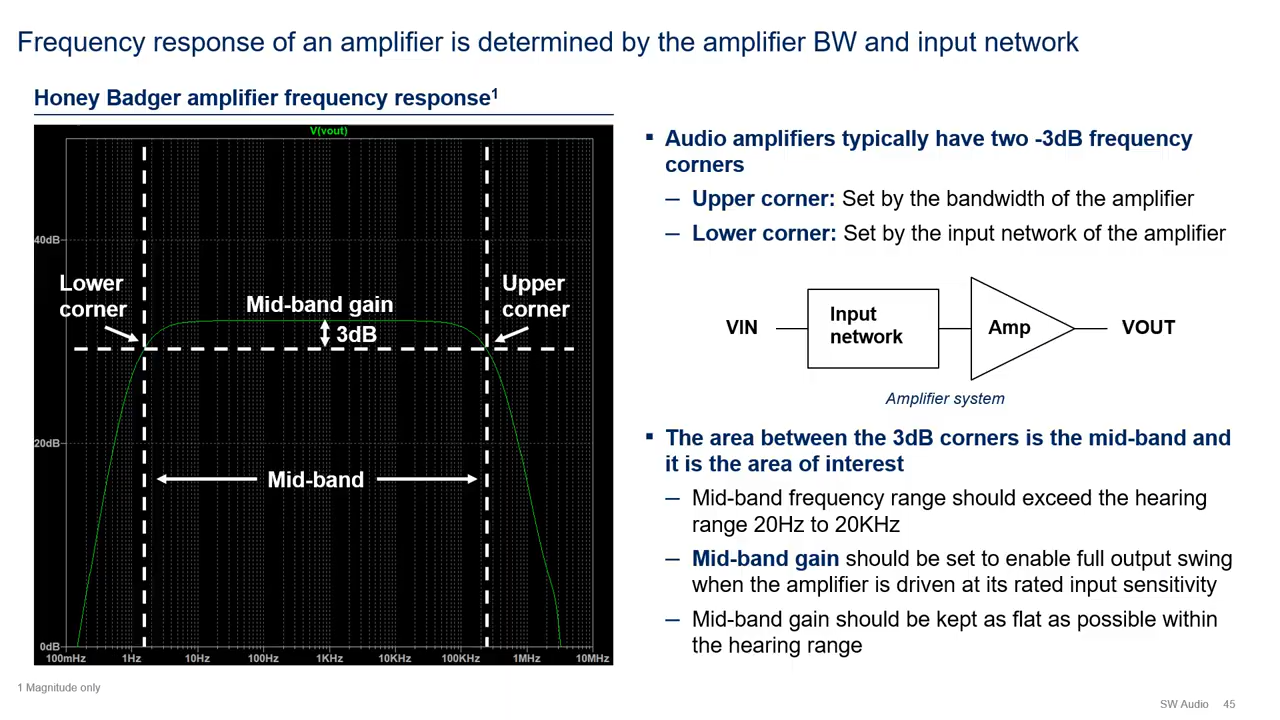 Frequency response of an amplifier is determined by the amplifier BW and input network
Honey Badger amplifier frequency response1
V(vout)
40dB
20dB
0dB
100mHz 1Hz 10Hz 100Hz 1KHz 10KHz 100KHz 1MHz 10MHz
Lower
corner
Mid-band gain
3dB
Upper
corner
Mid-band
▪ Audio amplifiers typically have two -3dB frequency
corners
– Upper corner: Set by the bandwidth of the amplifier
– Lower corner: Set by the input network of the amplifier
VIN
Input
network
Amp
VOUT
Amplifier system
▪ The area between the 3dB corners is the mid-band and
it is the area of interest
– Mid-band frequency range should exceed the hearing
range 20Hz to 20KHz
– Mid-band gain should be set to enable full output swing
when the amplifier is driven at its rated input sensitivity
– Mid-band gain should be kept as flat as possible within
the hearing range
1 Magnitude only
SW Audio 45